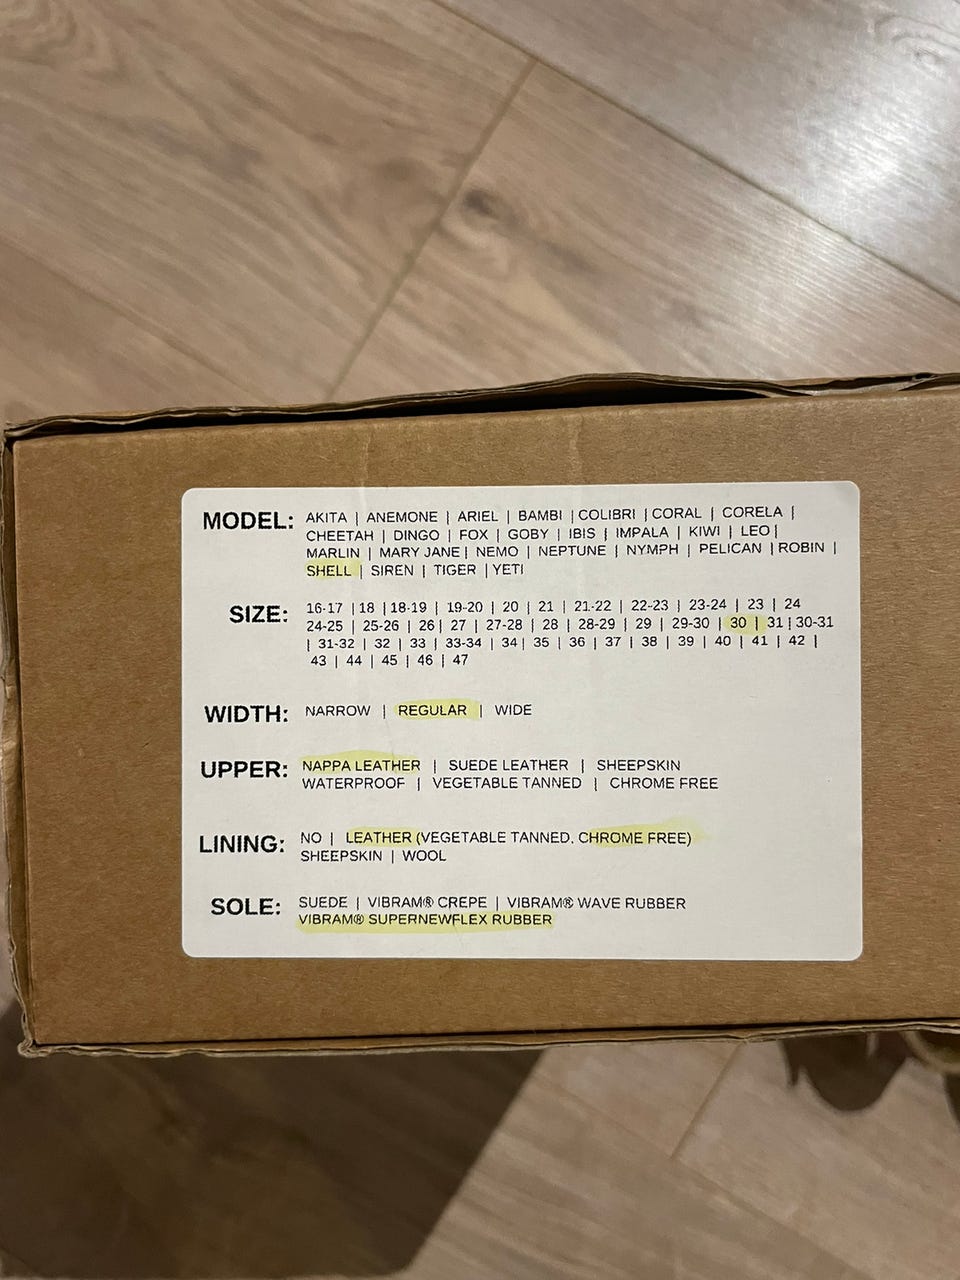 MODEL: AKITA | ANEMONE | ARIEL | BAMBI | COLIBRI | CORAL | CORELA |
CHEETAH | DINGO | FOX | GOBY | IBIS | IMPALA | KIWI | LEO |
MARLIN | MARY JANE | NEMO | NEPTUNE | NYMPH | PELICAN | ROBIN |
SHELL | SIREN | TIGER | YETI
SIZE: 16-17 | 18 | 18-19 | 19-20 | 20 | 21 | 21-22 | 22-23 | 23-24 | 23 | 24
24-25 | 25-26 | 26 | 27 | 27-28 | 28 | 28-29 | 29 | 29-30 | 30 | 31 | 30-31
| 31-32 | 32 | 33 | 33-34 | 34 | 35 | 36 | 37 | 38 | 39 | 40 | 41 | 42 |
43 | 44 | 45 | 46 | 47
WIDTH: NARROW | REGULAR | WIDE
UPPER: NAPPA LEATHER | SUEDE LEATHER | SHEEPSKIN
WATERPROOF | VEGETABLE TANNED | CHROME FREE
LINING: NO | LEATHER (VEGETABLE TANNED, CHROME FREE)
SHEEPSKIN | WOOL
SOLE: SUEDE | VIBRAM® CREPE | VIBRAM® WAVE RUBBER
VIBRAM® SUPERNEWFLEX RUBBER